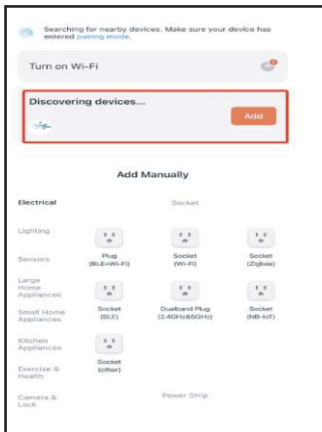 Searching for nearby devices. Make sure your device has
entered pairing mode.
Turn on Wi-Fi
Discovering devices...
Add
Add Manually
Electrical
Socket
Lighting
Plug
(BLE+Wi-Fi)
Socket
(Wi-Fi)
Socket
(Zigbee)
Sensors
Large
Home
Appliances
Socket
(BLE)
Dualband Plug
(2.4GHz&5GHz)
Socket
(NB-IoT)
Small Home
Appliances
Kitchen
Appliances
Socket
(other)
Exercise &
Health
Camera &
Lock
Power Strip